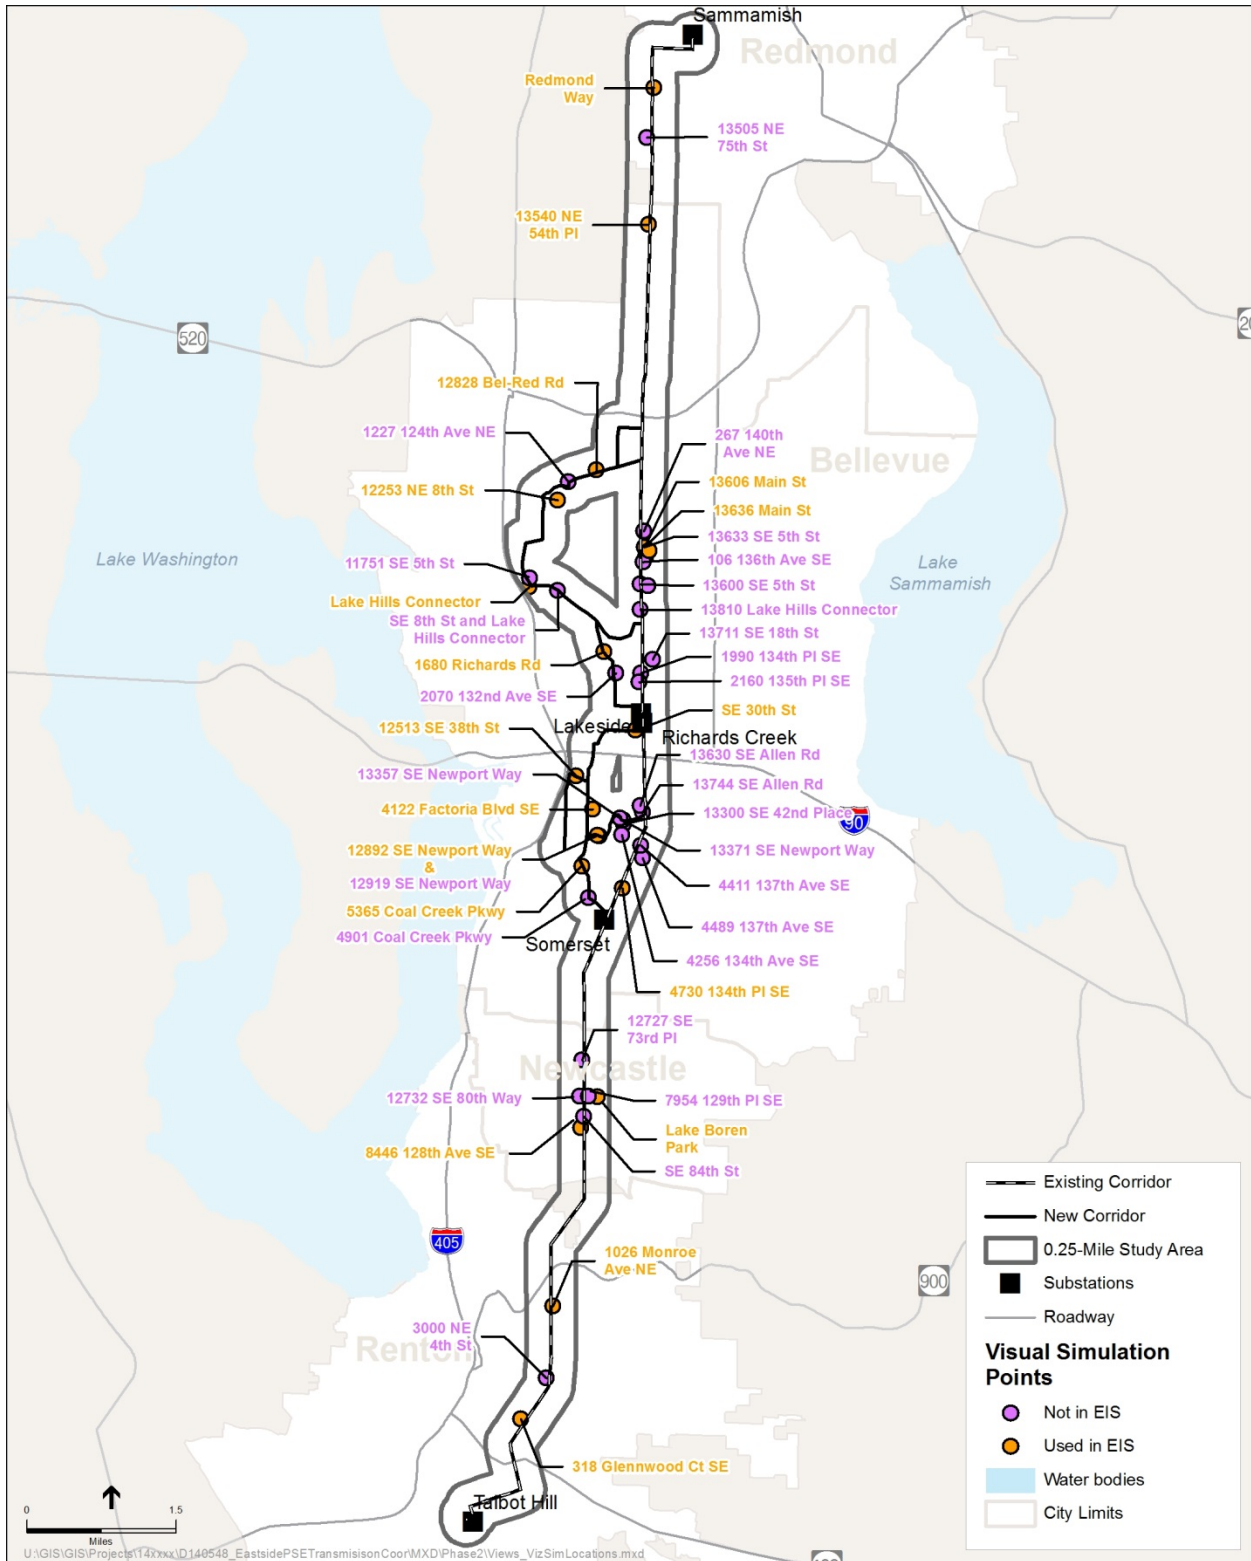 Sammamish
Redmond
Redmond
Way
13505 NE
75th St
13540 NE
54th Pl
520
20
12828 Bel-Red Rd
1227 124th Ave NE
267 140th
Ave NE
Bellevue
12253 NE 8th St
13606 Main St
13636 Main St
13633 SE 5th St
Lake Washington
106 136th Ave SE
Lake
Sammamish
11751 SE 5th St
13600 SE 5th St
Lake Hills Connector
13810 Lake Hills Connector
SE 8th St and Lake
Hills Connector
13711 SE 18th St
1680 Richards Rd
1990 134th Pl SE
2070 132nd Ave SE
2160 135th Pl SE
SE 30th St
12513 SE 38th St
Lakeside
Richards Creek
13630 SE Allen Rd
13357 SE Newport Way
13744 SE Allen Rd
4122 Factoria Blvd SE
13300 SE 42nd Place
90
12892 SE Newport Way
&
12919 SE Newport Way
13371 SE Newport Way
4411 137th Ave SE
5365 Coal Creek Pkwy
4489 137th Ave SE
4901 Coal Creek Pkwy
Somerset
4256 134th Ave SE
4730 134th Pl SE
12727 SE
73rd Pl
Newcastle
12732 SE 80th Way
7954 129th Pl SE
Lake Boren
Park
8446 128th Ave SE
SE 84th St
405
1026 Monroe
Ave NE
900
3000 NE
4th St
Renton
318 Glennwood Ct SE
Talbot Hill
Existing Corridor
New Corridor
0.25-Mile Study Area
Substations
Roadway
Visual Simulation
Points
Not in EIS
Used in EIS
Water bodies
City Limits
0 1.5
Miles
U:\GIS\GIS\Projects\14xxxx\D140548_EastsidePSETransmisisonCoor\MXD\Phase2\Views_VizSimLocations.mxd